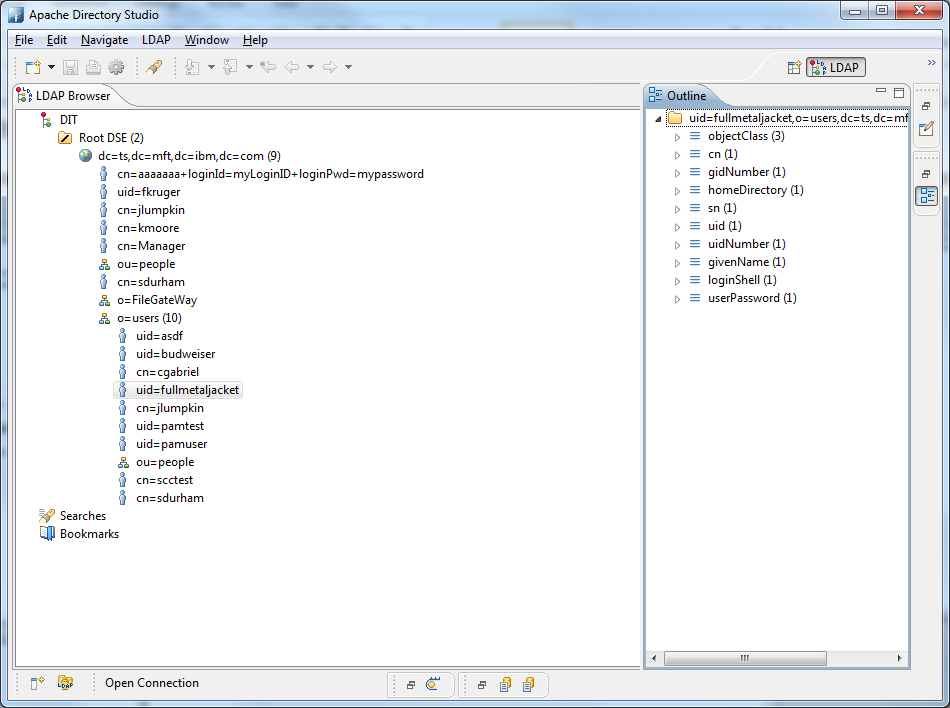 Apache Directory Studio
File Edit Navigate LDAP Window Help
LDAP
LDAP Browser
DIT
Root DSE (2)
dc=ts,dc=mft,dc=ibm,dc=com (9)
cn=aaaaaaa+loginId=myLoginID+loginPwd=mypassword
uid=fkruger
cn=jlumpkin
cn=kmoore
cn=Manager
ou=people
cn=sdurham
o=FileGateWay
o=users (10)
uid=asdf
uid=budweiser
cn=cgabriel
uid=fullmetaljacket
cn=jlumpkin
uid=pamtest
uid=pamuser
ou=people
cn=scctest
cn=sdurham
Searches
Bookmarks
Outline
uid=fullmetaljacket,o=users,dc=ts,dc=mf
objectClass (3)
cn (1)
gidNumber (1)
homeDirectory (1)
sn (1)
uid (1)
uidNumber (1)
givenName (1)
loginShell (1)
userPassword (1)
LDAP
Open Connection